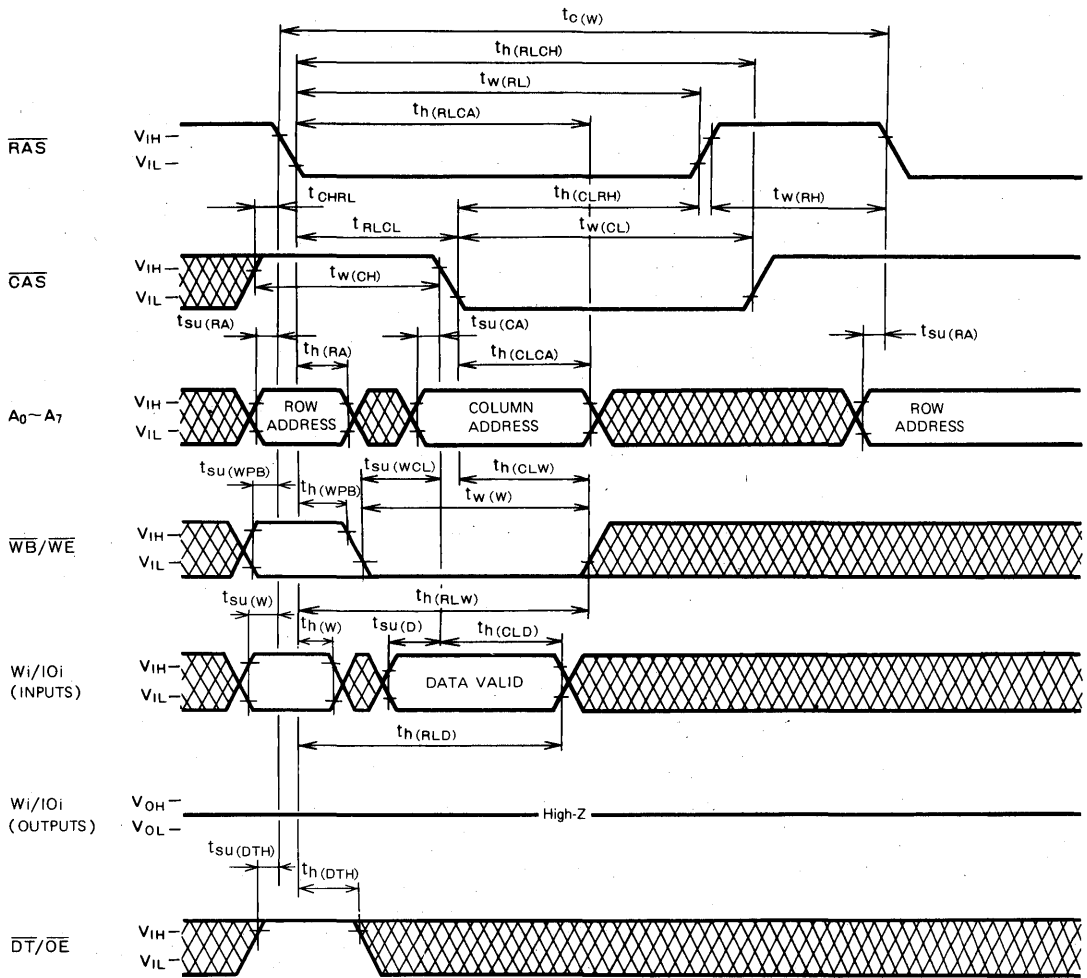 tC(W)
th(RLCH)
tW(RL)
th(RLCA)
RAS
VIH
VIL
tCHRL
th(CLRH)
tW(RH)
tRLCL
tW(CL)
CAS
VIH
VIL
tW(CH)
tsu(RA)
tsu(CA)
tsu(RA)
th(RA)
th(CLCA)
A0~A7
VIH
VIL
ROW
ADDRESS
COLUMN
ADDRESS
ROW
ADDRESS
tsu(WPB)
tsu(WCL)
th(CLW)
th(WPB)
tW(W)
WB/WE
VIH
VIL
tsu(W)
th(RLW)
th(W)
tsu(D)
th(CLD)
Wi/IOi
(INPUTS)
VIH
VIL
DATA VALID
th(RLD)
Wi/IOi
(OUTPUTS)
VOH
VOL
High-Z
tsu(DTH)
th(DTH)
DT/OE
VIH
VIL